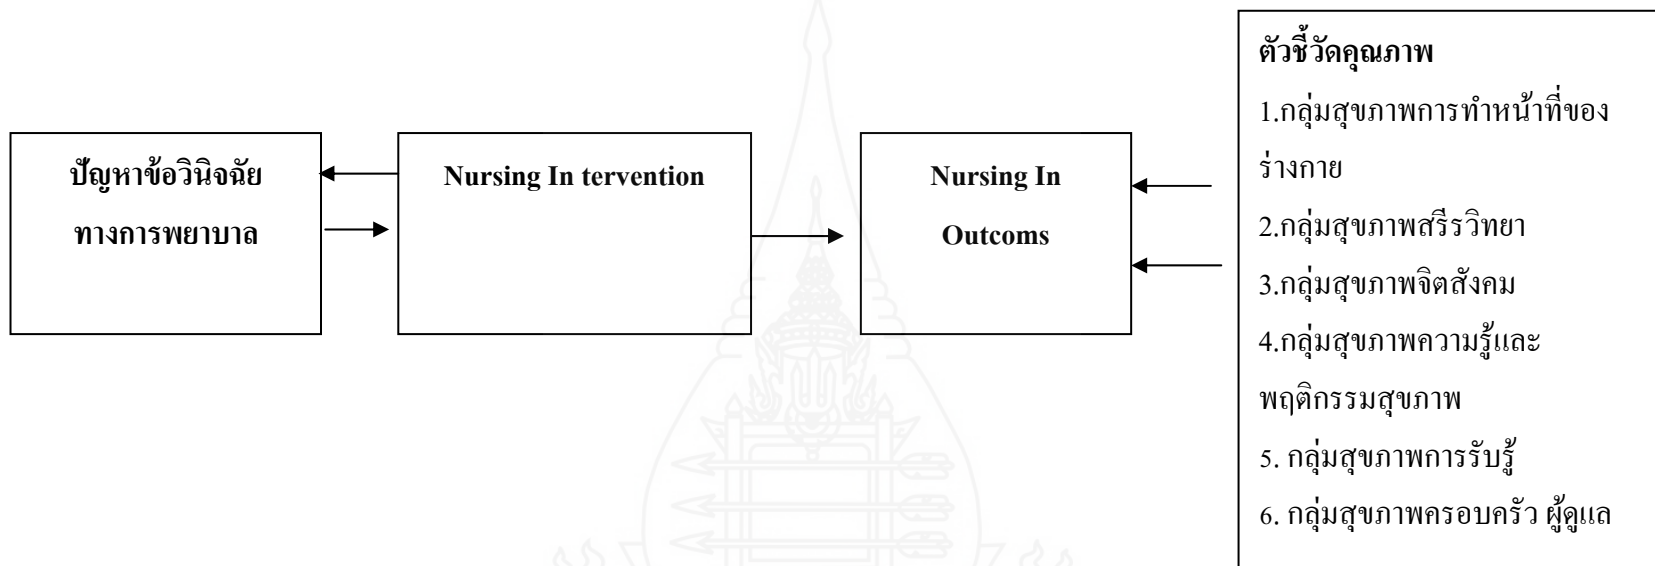 ปัญหาข้อวินิจฉัย
ทางการพยาบาล
Nursing In tervention
Nursing In
Outcoms
ตัวชี้วัดคุณภาพ
1.กลุ่มสุขภาพการทำหน้าที่ของ
ร่างกาย
2.กลุ่มสุขภาพสรีรวิทยา
3.กลุ่มสุขภาพจิตสังคม
4.กลุ่มสุขภาพความรู้และ
พฤติกรรมสุขภาพ
5. กลุ่มสุขภาพการรับรู้
6. กลุ่มสุขภาพครอบครัว ผู้ดูแล